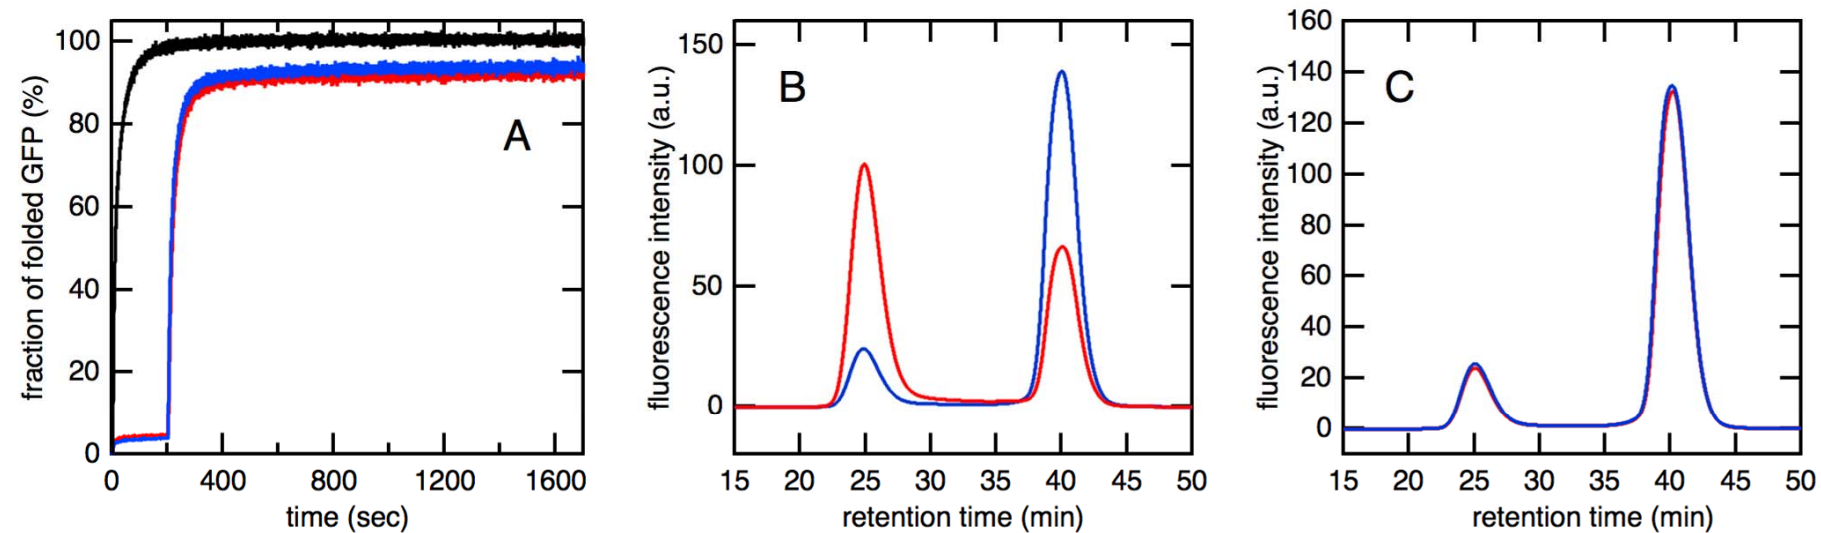 A
fraction of folded GFP (%)
100
80
60
40
20
0
0 400 800 1200 1600
time (sec)
B
fluorescence intensity (a.u.)
150
100
50
0
15 20 25 30 35 40 45 50
retention time (min)
C
fluorescence intensity (a.u.)
160
140
120
100
80
60
40
20
0
15 20 25 30 35 40 45 50
retention time (min)